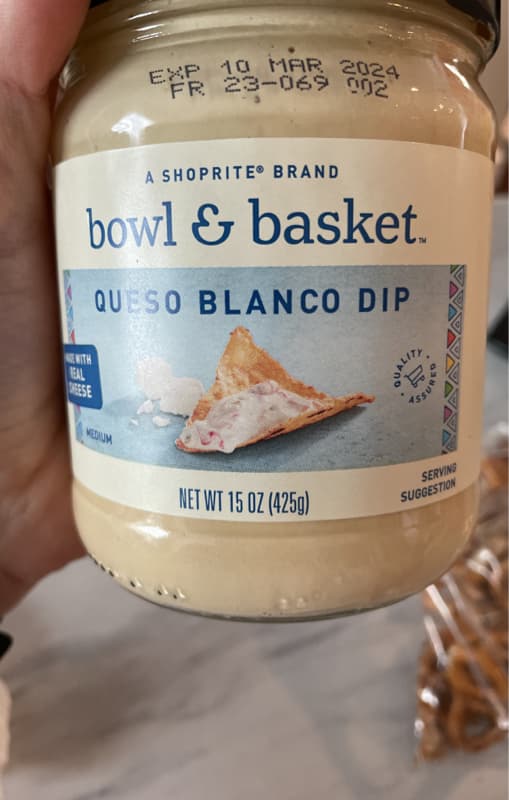 EXP 10 MAR 2024
FR 23-069 002
A SHOPRITE® BRAND
bowl & basket™
QUESO BLANCO DIP
MADE WITH
REAL
CHEESE
QUALITY
ASSURED
MEDIUM
SERVING
SUGGESTION
NET WT 15 OZ (425g)